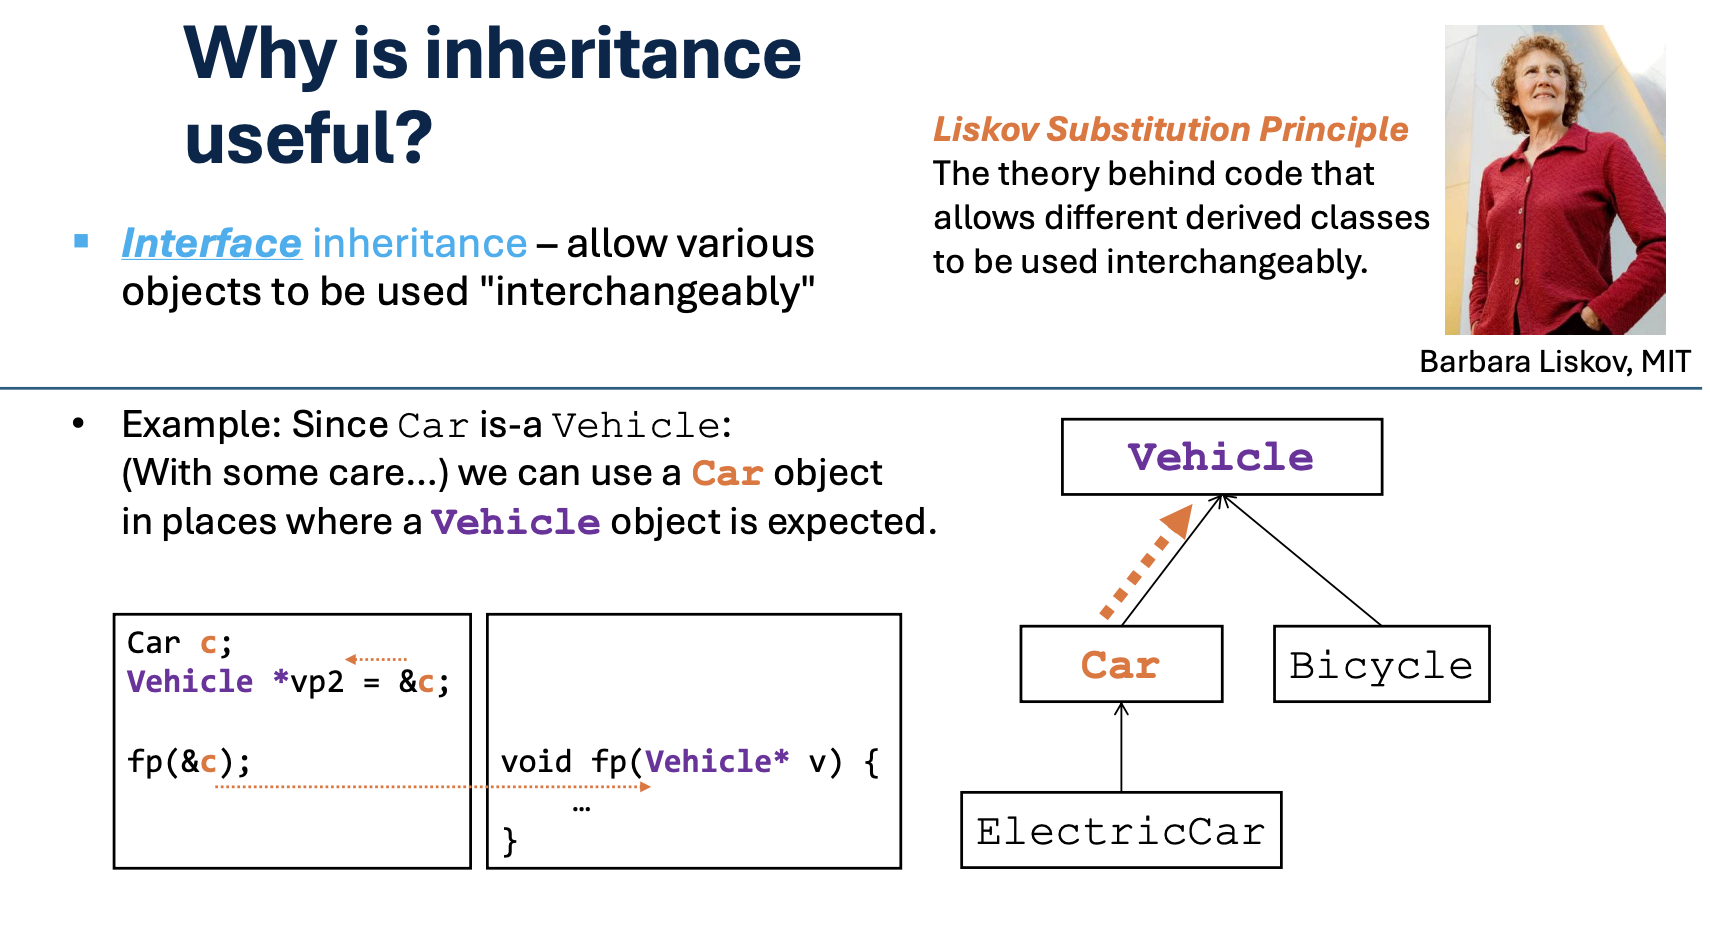 Why is inheritance
useful?
▪ Interface inheritance – allow various
objects to be used "interchangeably"
Liskov Substitution Principle
The theory behind code that
allows different derived classes
to be used interchangeably.
Barbara Liskov, MIT
• Example: Since Car is-a Vehicle:
(With some care...) we can use a Car object
in places where a Vehicle object is expected.
Car c;
Vehicle *vp2 = &c;
fp(&c);
void fp(Vehicle* v) {
…
}
Vehicle
Car
Bicycle
ElectricCar